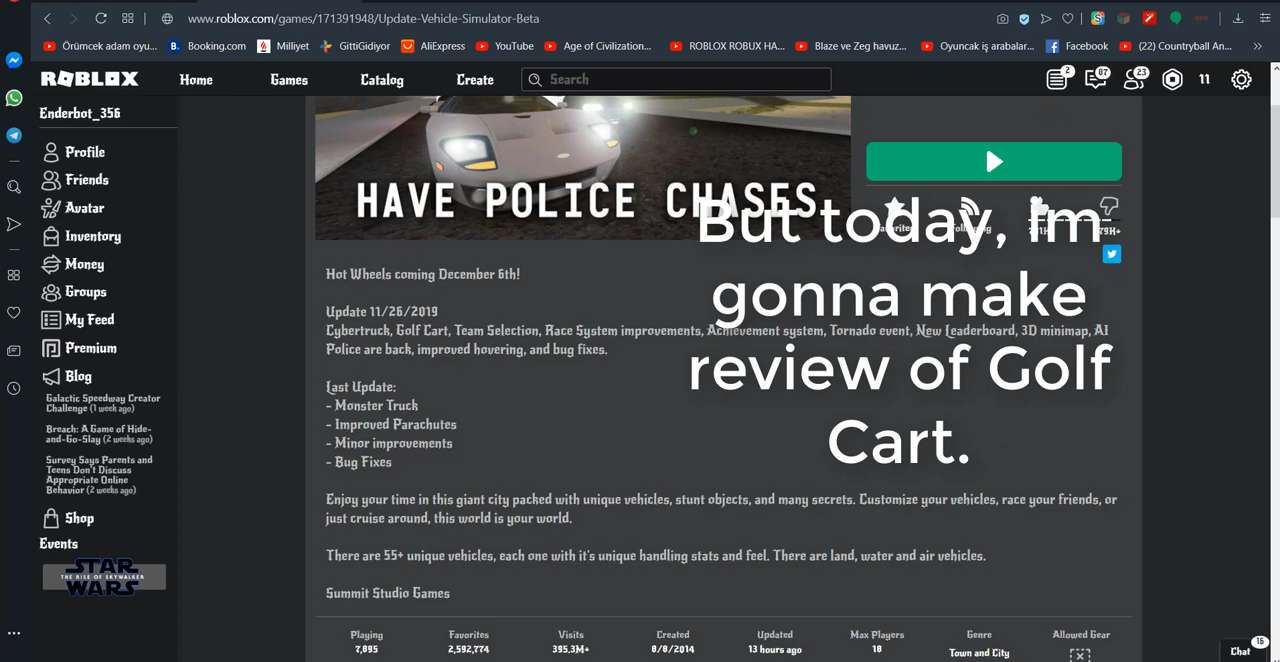 www.roblox.com/games/171391948/Update-Vehicle-Simulator-Beta
Örümcek adam oyu...
Booking.com
Milliyet
GittiGidiyor
AliExpress
YouTube
Age of Civilization...
ROBLOX ROBUX HA...
Blaze ve Zeg havuz...
Oyuncak iş arabalar...
Facebook
(22) Countryball An...
ROBLOX
Home
Games
Catalog
Create
Search
2
87
23
11
Enderbot_356
Profile
Friends
Avatar
Inventory
Money
Groups
My Feed
Premium
Blog
Galactic Speedway Creator
Challenge (1 week ago)
Breach: A Game of Hide-
and-Go-Slay (2 weeks ago)
Survey Says Parents and
Teens Don't Discuss
Appropriate Online
Behavior (2 weeks ago)
Shop
Events
STAR
THE RISE OF SKYWALKER
WARS
HAVE POLICE CHASES
But today, Im
gonna make
review of Golf
Cart.
Hot Wheels coming December 6th!
Update 11/26/2019
Cybertruck, Golf Cart, Team Selection, Race System improvements, Achievement system, Tornado event, New Leaderboard, 3D minimap, AI
Police are back, improved hovering, and bug fixes.
Last Update:
- Monster Truck
- Improved Parachutes
- Minor improvements
- Bug Fixes
Enjoy your time in this giant city packed with unique vehicles, stunt objects, and many secrets. Customize your vehicles, race your friends, or
just cruise around, this world is your world.
There are 55+ unique vehicles, each one with it's unique handling stats and feel. There are land, water and air vehicles.
Summit Studio Games
Playing
7,895
Favorites
2,592,774
Visits
395.3M+
Created
8/8/2014
Updated
13 hours ago
Max Players
18
Genre
Town and City
Allowed Gear
Chat
16